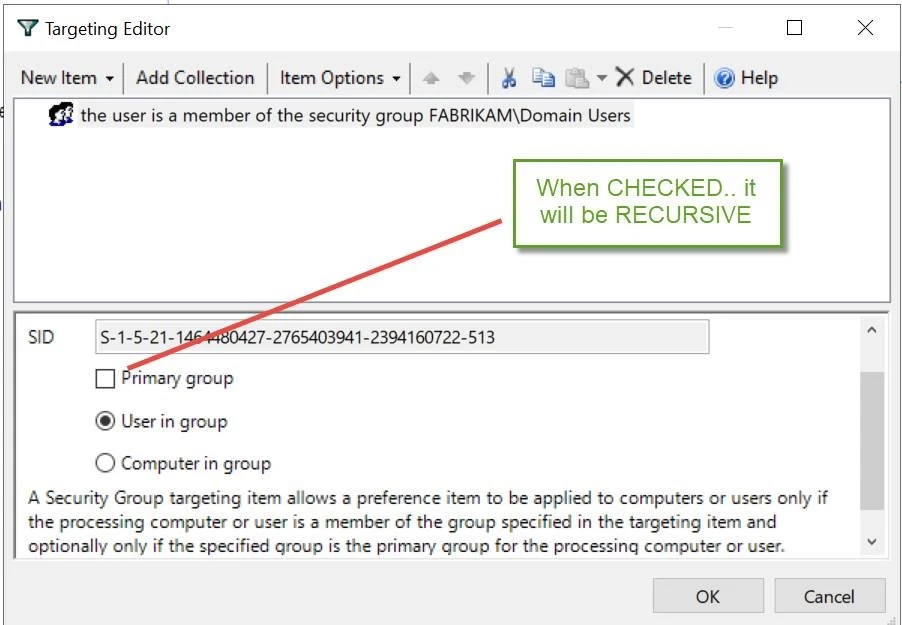 Targeting Editor
New Item Add Collection Item Options Delete Help
the user is a member of the security group FABRIKAM\Domain Users
When CHECKED.. it
will be RECURSIVE
SID S-1-5-21-1464480427-2765403941-2394160722-513
Primary group
User in group
Computer in group
A Security Group targeting item allows a preference item to be applied to computers or users only if
the processing computer or user is a member of the group specified in the targeting item and
optionally only if the specified group is the primary group for the processing computer or user.
OK Cancel